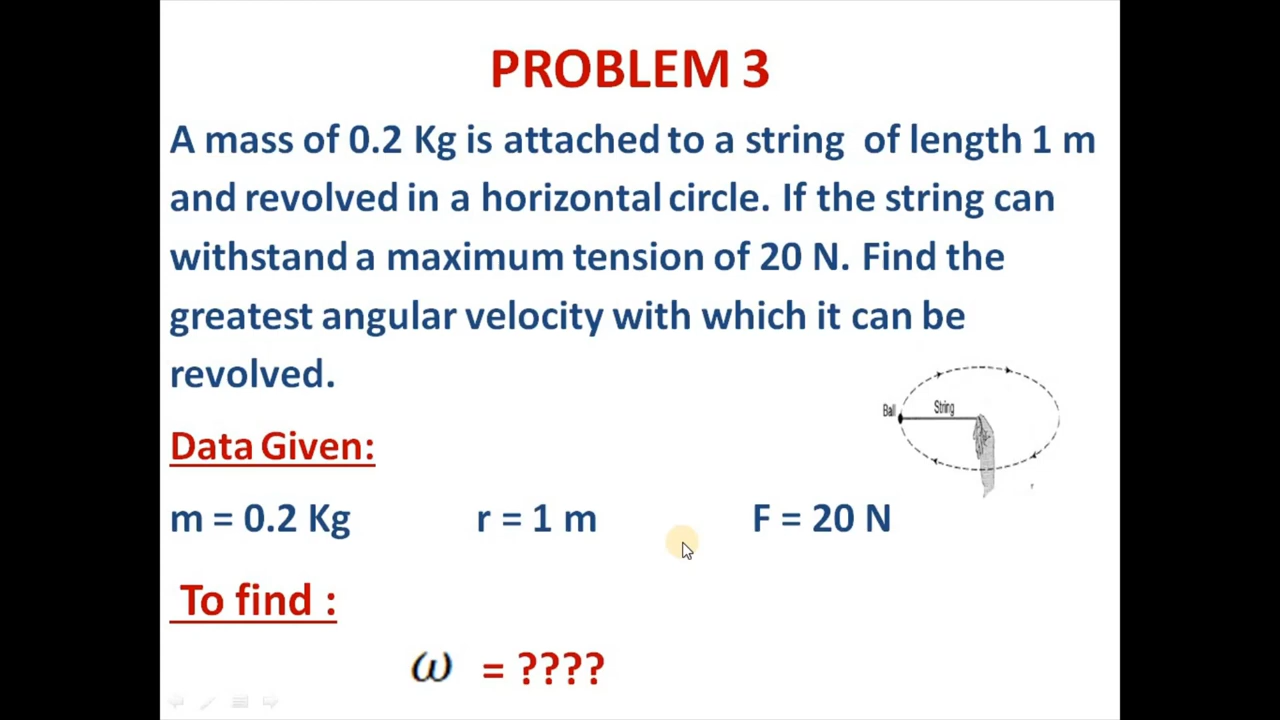 PROBLEM 3
A mass of 0.2 Kg is attached to a string of length 1 m
and revolved in a horizontal circle. If the string can
withstand a maximum tension of 20 N. Find the
greatest angular velocity with which it can be
revolved.
Ball
String
Data Given:
m = 0.2 Kg r = 1 m F = 20 N
To find :
ω = ????